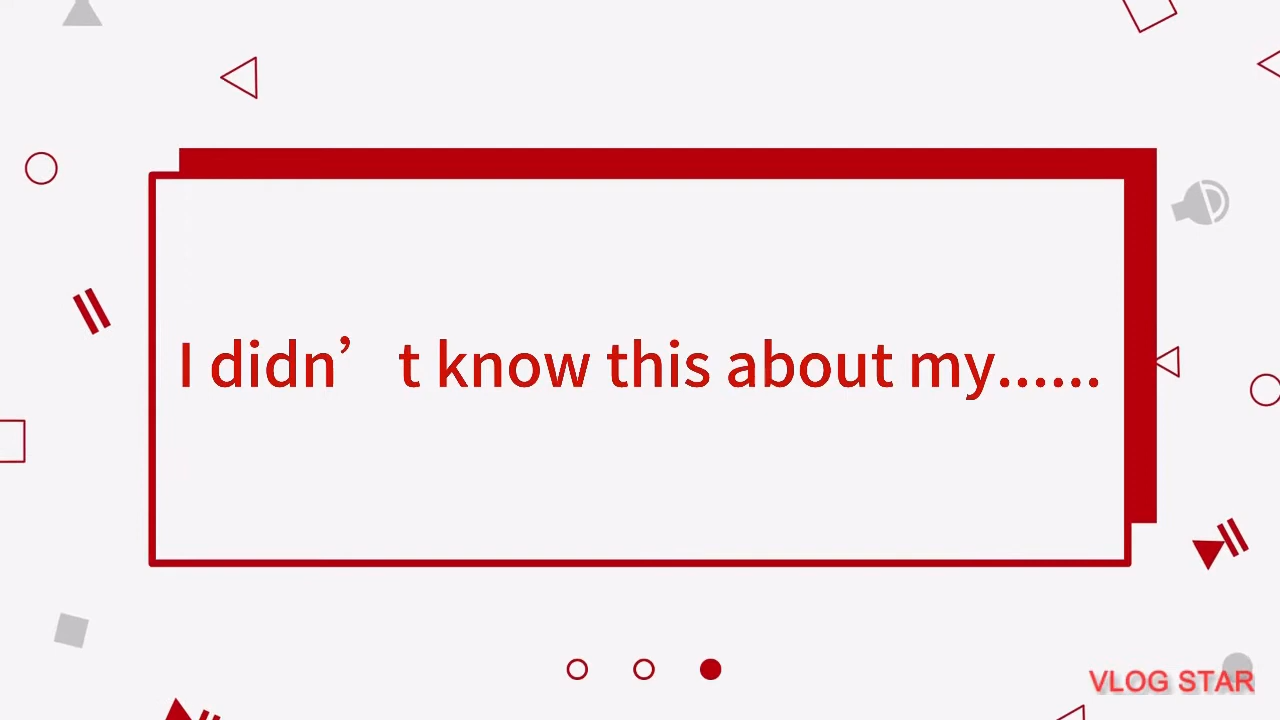 I didn’t know this about my......
VLOG STAR